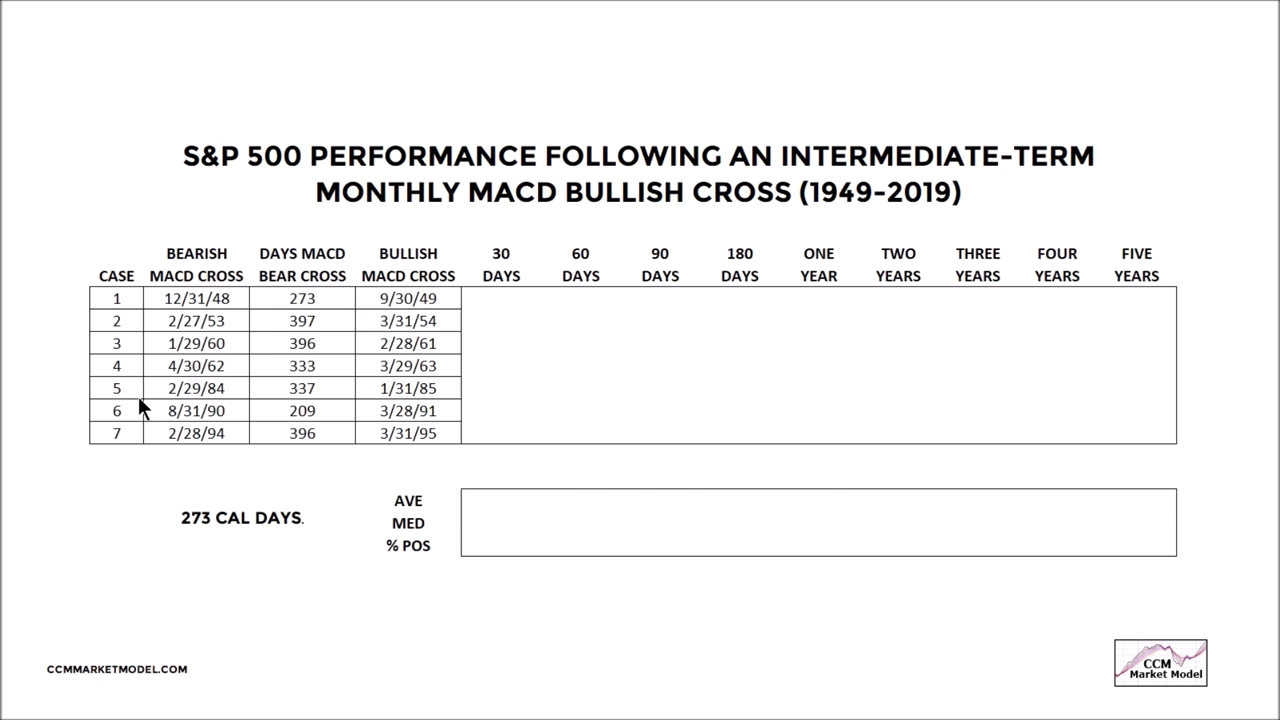 S&P 500 PERFORMANCE FOLLOWING AN INTERMEDIATE-TERM
MONTHLY MACD BULLISH CROSS (1949-2019)
BEARISH DAYS MACD BULLISH 30 60 90 180 ONE TWO THREE FOUR FIVE
CASE MACD CROSS BEAR CROSS MACD CROSS DAYS DAYS DAYS DAYS YEAR YEARS YEARS YEARS YEARS
1 12/31/48 273 9/30/49
2 2/27/53 397 3/31/54
3 1/29/60 396 2/28/61
4 4/30/62 333 3/29/63
5 2/29/84 337 1/31/85
6 8/31/90 209 3/28/91
7 2/28/94 396 3/31/95
AVE
273 CAL DAYS.
MED
% POS
CCMMARKETMODEL.COM
CCM
Market Model